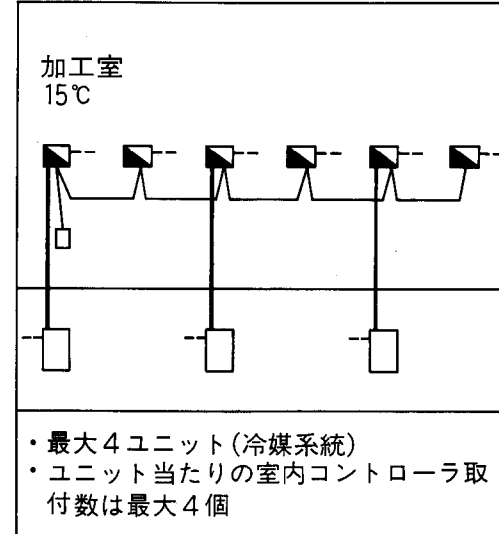 加工室
15℃
・最大4ユニット(冷媒系統)
・ユニット当たりの室内コントローラ取
付数は最大4個